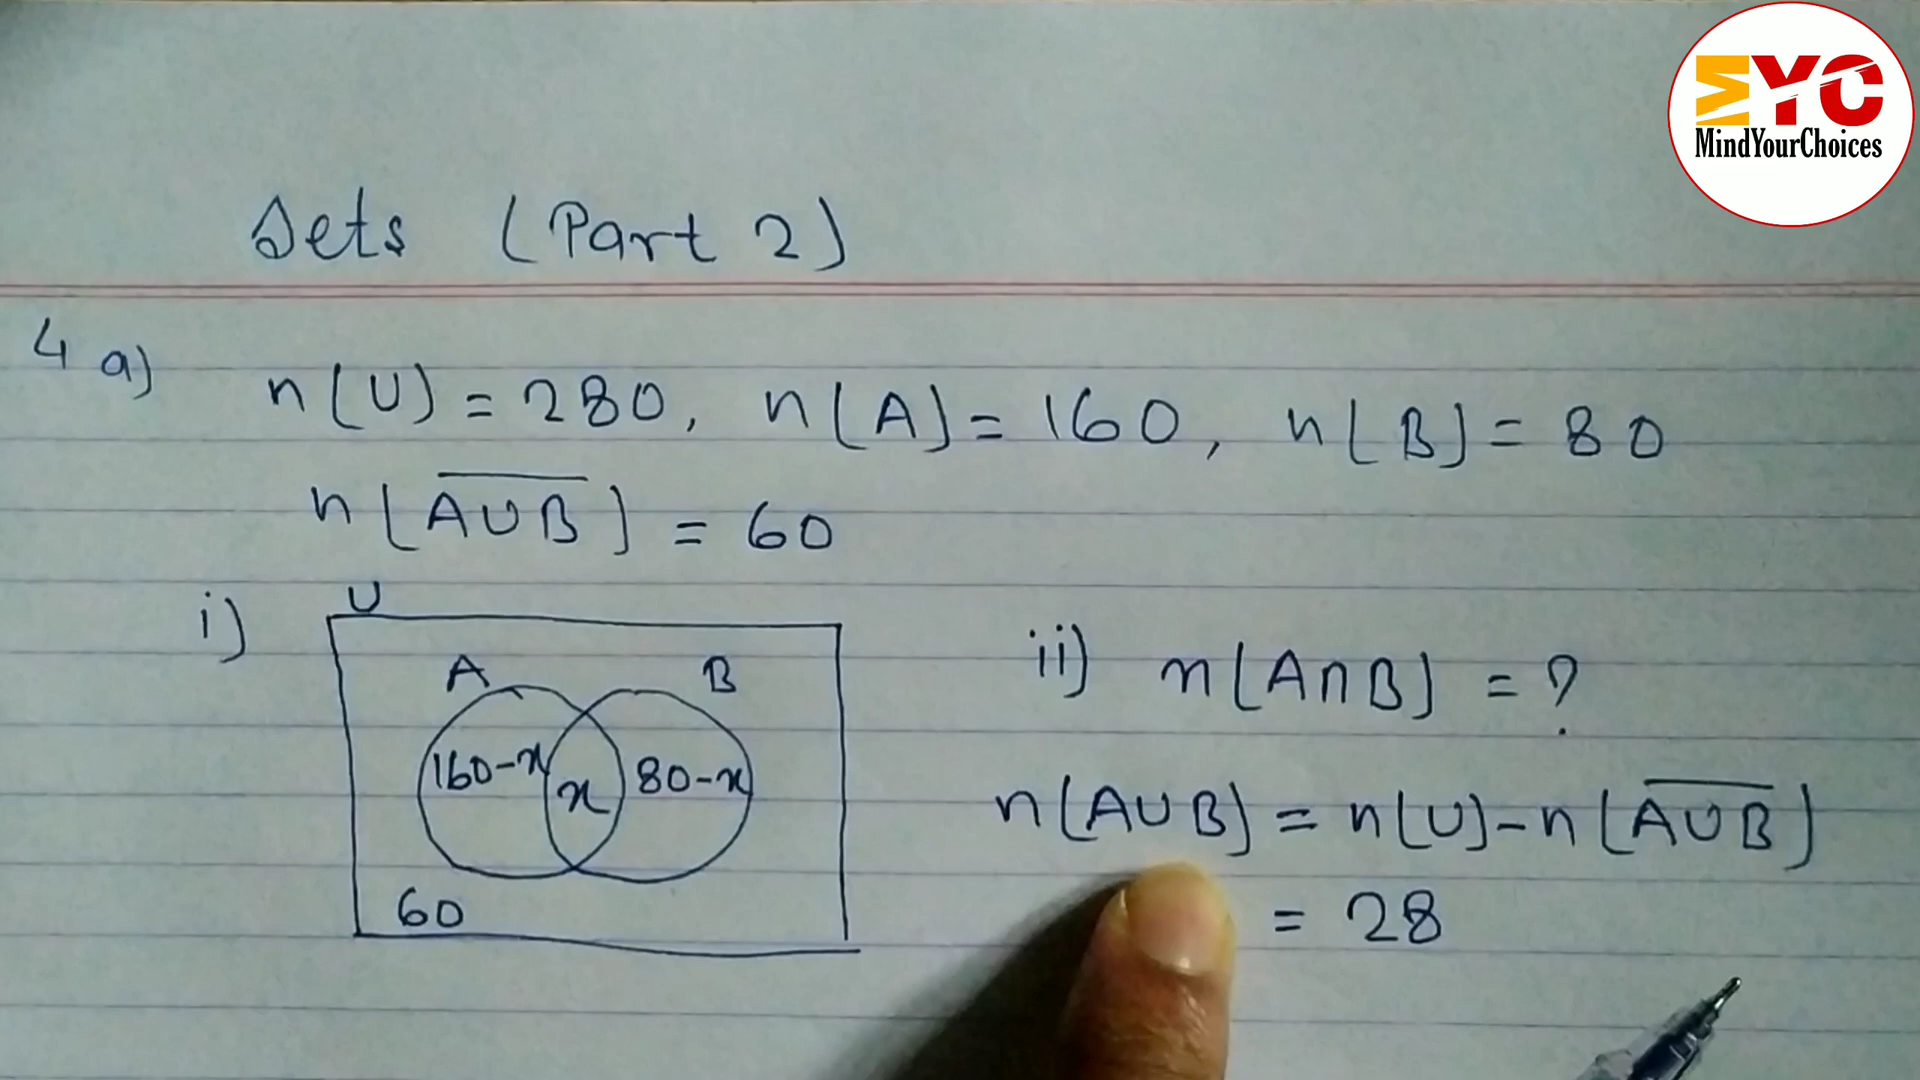 MYC
MindYourChoices
Sets (Part 2)
4 a) n(U) = 280, n(A) = 160, n(B) = 80
n(A̅∪̅B̅) = 60
i) U
A B
160-x x 80-x
60
ii) n(A∩B) = ?
n(A∪B) = n(U) - n(A̅∪̅B̅)
= 28